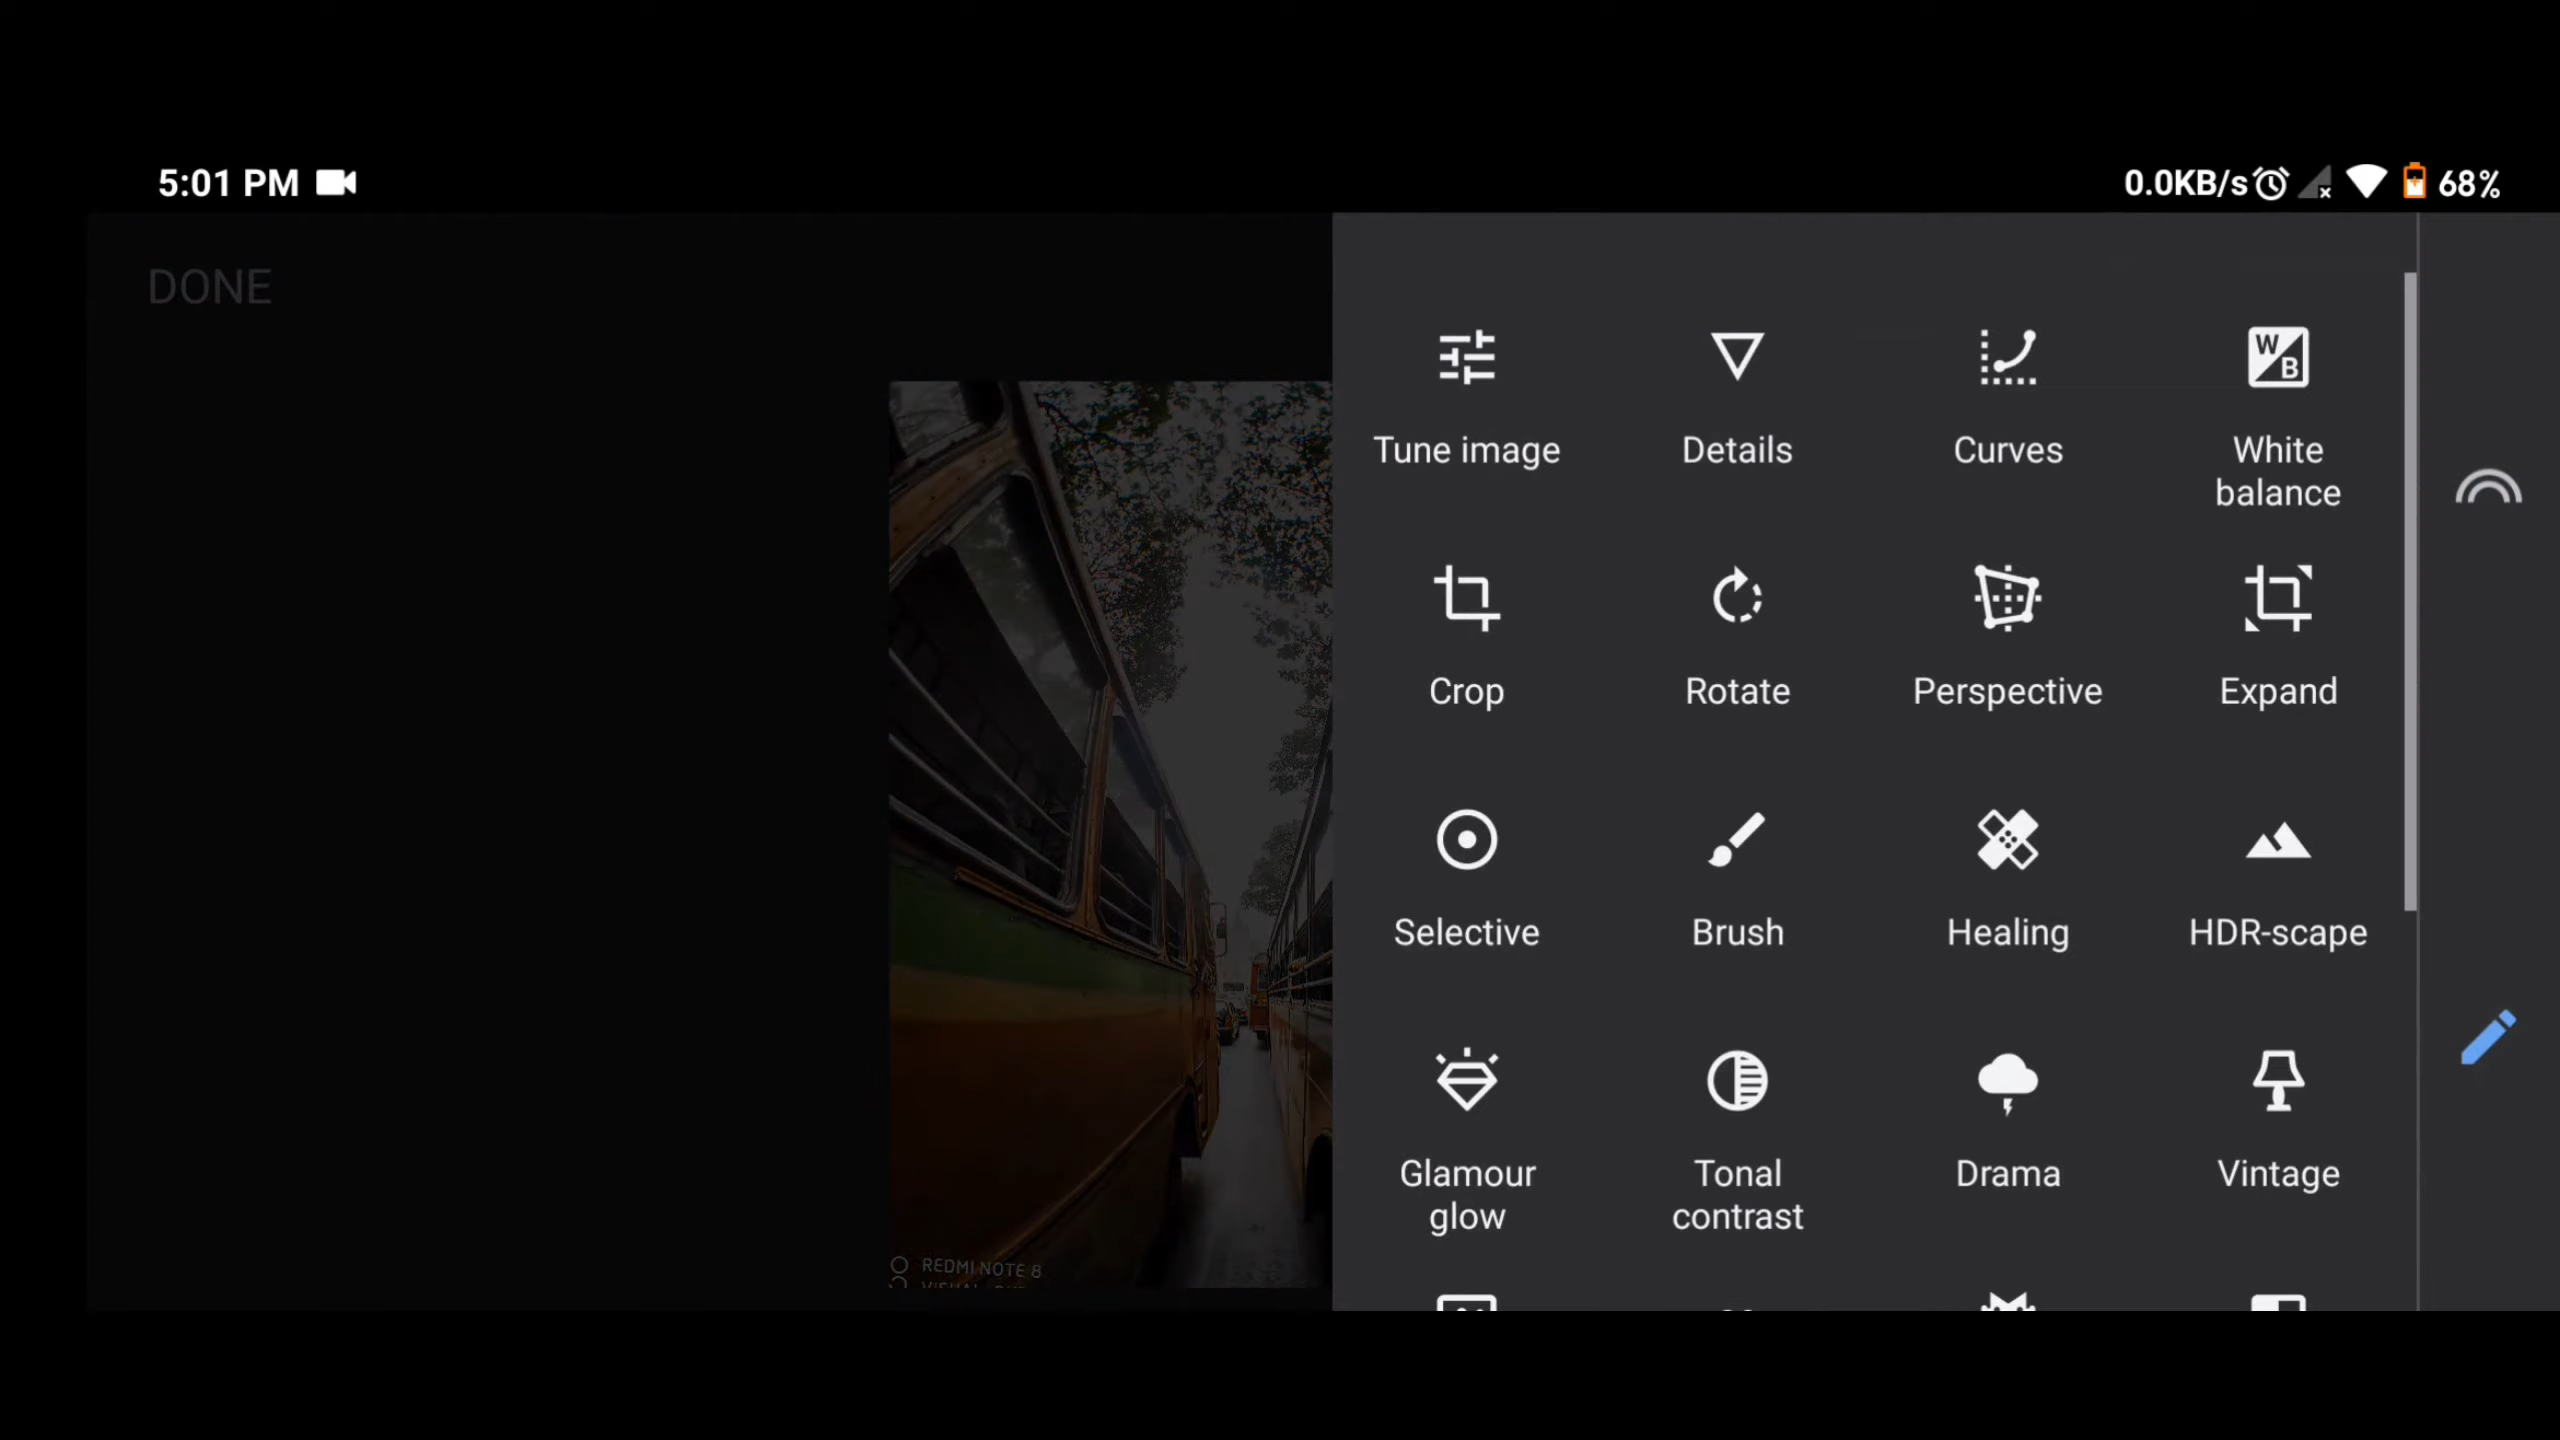 5:01 PM
0.0KB/s 68%
DONE
Tune image
Details
Curves
White
balance
W
B
Crop
Rotate
Perspective
Expand
Selective
Brush
Healing
HDR-scape
Glamour
glow
Tonal
contrast
Drama
Vintage
REDMI NOTE 8